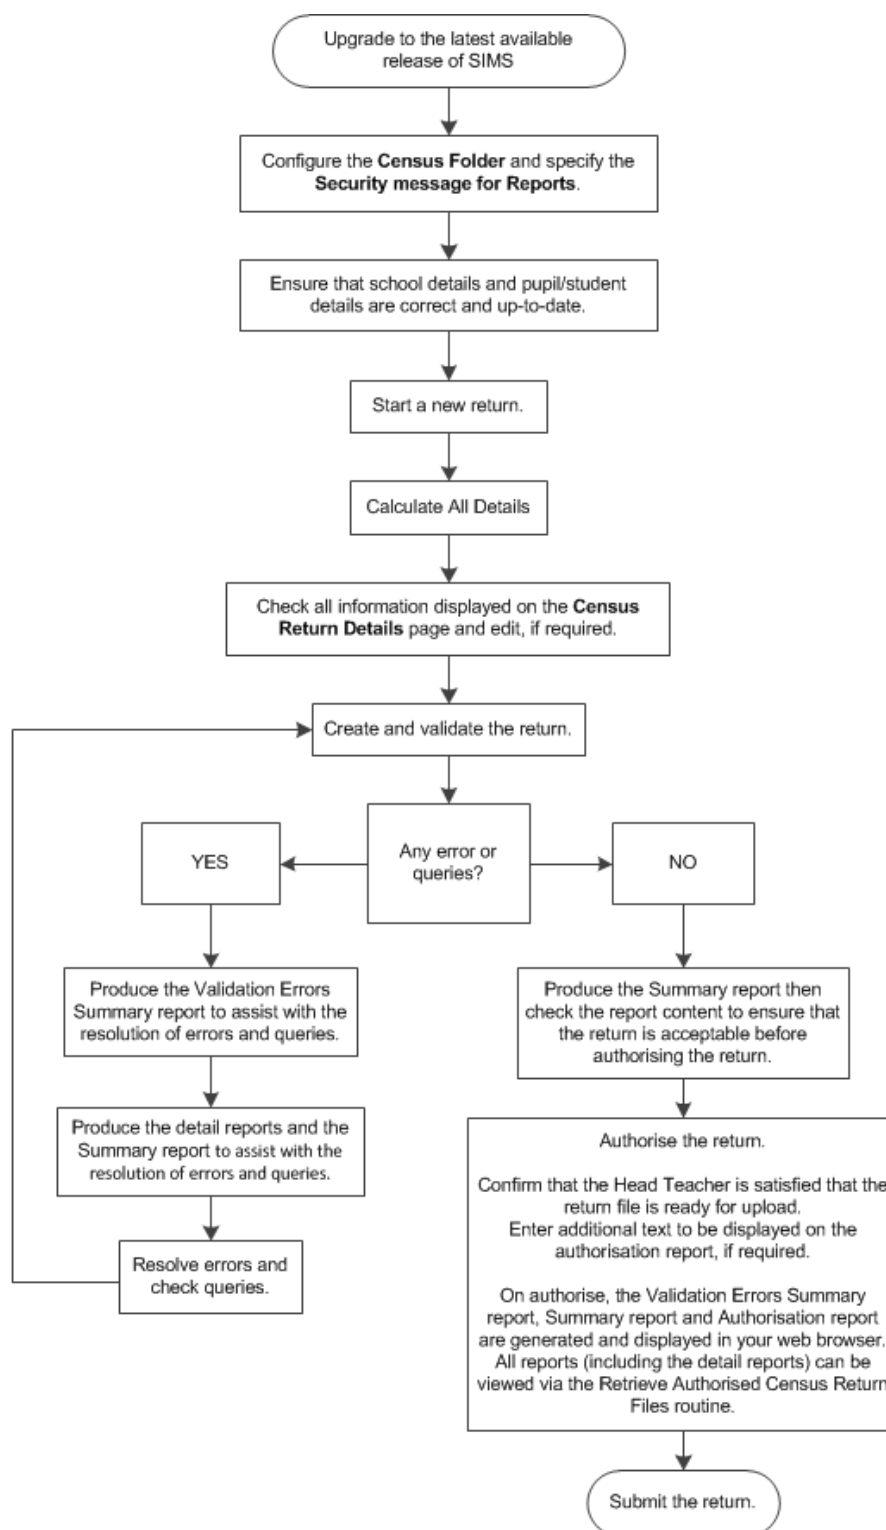 Upgrade to the latest available
release of SIMS
Configure the Census Folder and specify the
Security message for Reports.
Ensure that school details and pupil/student
details are correct and up-to-date.
Start a new return.
Calculate All Details
Check all information displayed on the Census
Return Details page and edit, if required.
Create and validate the return.
Any error or
queries?
YES
NO
Produce the Validation Errors
Summary report to assist with the
resolution of errors and queries.
Produce the detail reports and the
Summary report to assist with the
resolution of errors and queries.
Resolve errors and
check queries.
Produce the Summary report then
check the report content to ensure that
the return is acceptable before
authorising the return.
Authorise the return.
Confirm that the Head Teacher is satisfied that the
return file is ready for upload.
Enter additional text to be displayed on the
authorisation report, if required.
On authorise, the Validation Errors Summary
report, Summary report and Authorisation report
are generated and displayed in your web browser.
All reports (including the detail reports) can be
viewed via the Retrieve Authorised Census Return
Files routine.
Submit the return.